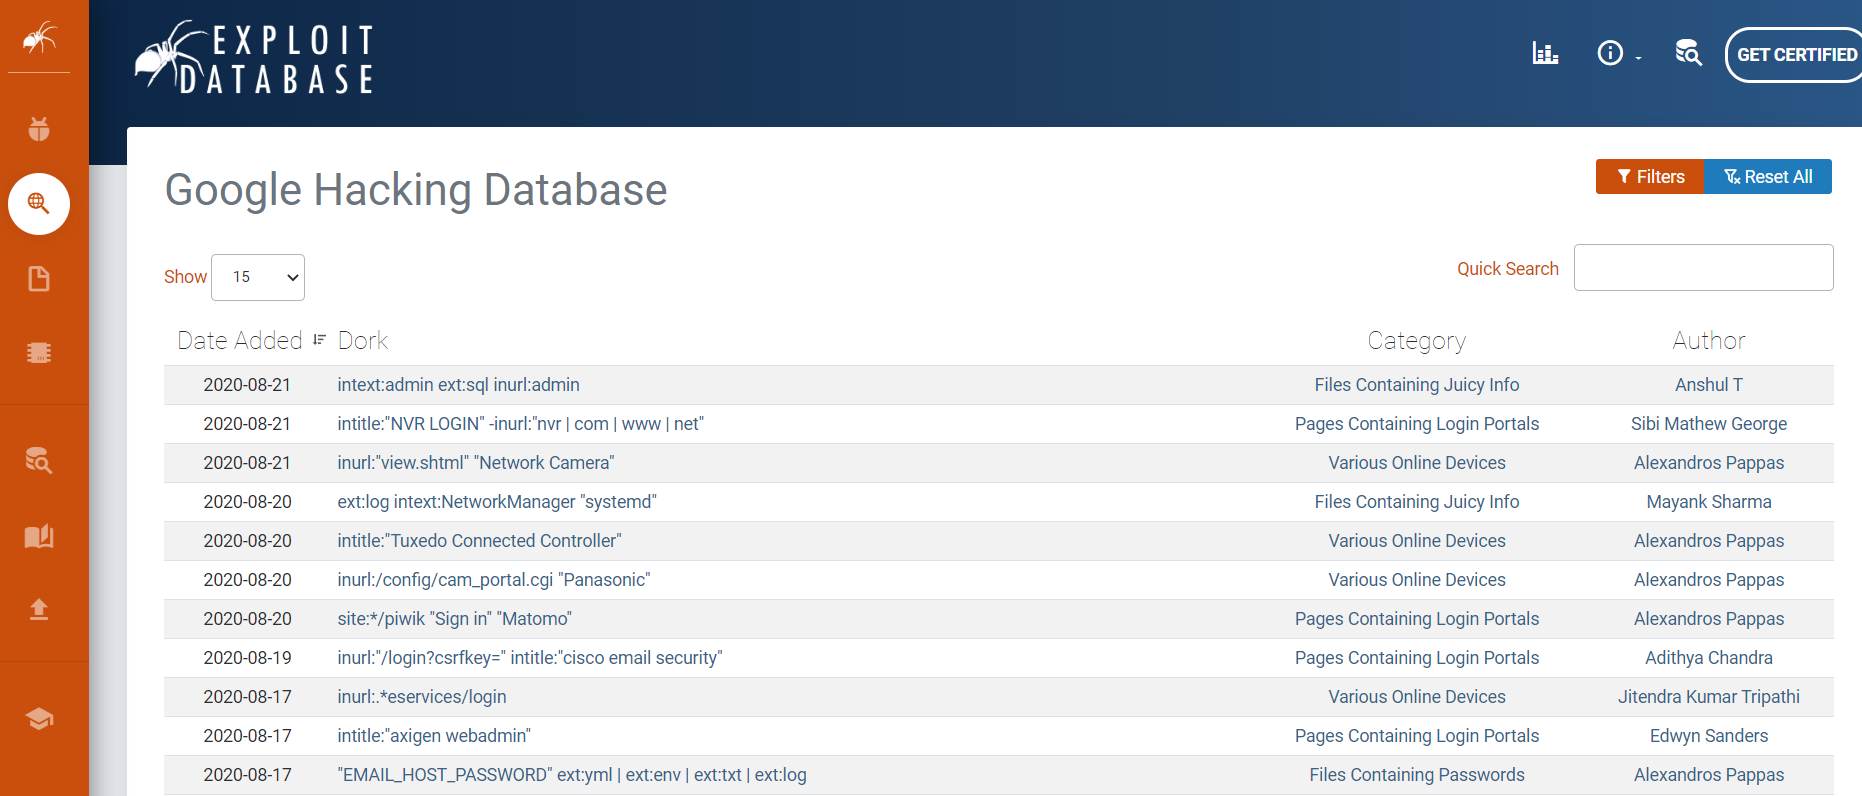 EXPLOIT
DATABASE
GET CERTIFIED
Google Hacking Database
Filters
Reset All
Show 15
Quick Search
Date Added Dork Category Author
2020-08-21 intext:admin ext:sql inurl:admin Files Containing Juicy Info Anshul T
2020-08-21 intitle:"NVR LOGIN" -inurl:"nvr | com | www | net" Pages Containing Login Portals Sibi Mathew George
2020-08-21 inurl:"view.shtml" "Network Camera" Various Online Devices Alexandros Pappas
2020-08-20 ext:log intext:NetworkManager "systemd" Files Containing Juicy Info Mayank Sharma
2020-08-20 intitle:"Tuxedo Connected Controller" Various Online Devices Alexandros Pappas
2020-08-20 inurl:/config/cam_portal.cgi "Panasonic" Various Online Devices Alexandros Pappas
2020-08-20 site:*/piwik "Sign in" "Matomo" Pages Containing Login Portals Alexandros Pappas
2020-08-19 inurl:"/login?csrfkey=" intitle:"cisco email security" Pages Containing Login Portals Adithya Chandra
2020-08-17 inurl:.*eservices/login Various Online Devices Jitendra Kumar Tripathi
2020-08-17 intitle:"axigen webadmin" Pages Containing Login Portals Edwyn Sanders
2020-08-17 "EMAIL_HOST_PASSWORD" ext:yml | ext:env | ext:txt | ext:log Files Containing Passwords Alexandros Pappas